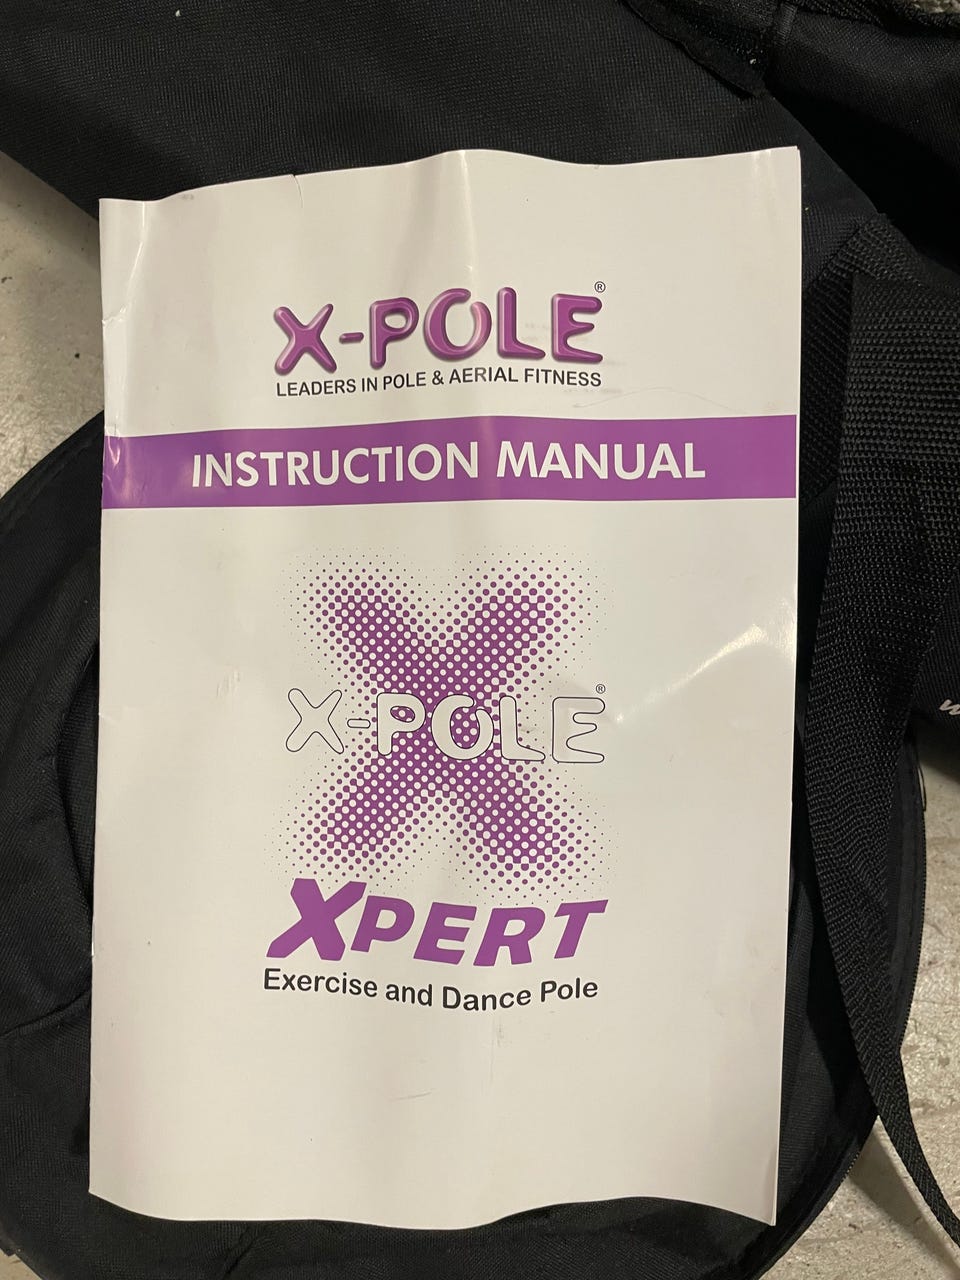 X-POLE®
LEADERS IN POLE & AERIAL FITNESS
INSTRUCTION MANUAL
X-POLE®
XPERT
Exercise and Dance Pole